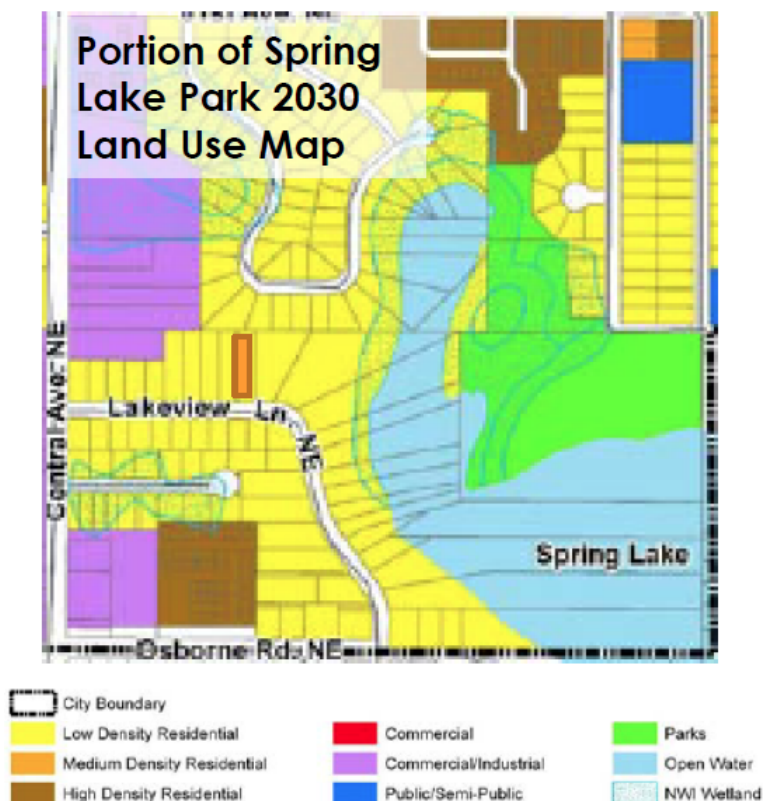 Portion of Spring
Lake Park 2030
Land Use Map
Central Ave. NE
Lakeview Ln. NE
Spring Lake
Osborne Rd. NE
City Boundary
Low Density Residential
Medium Density Residential
High Density Residential
Commercial
Commercial/Industrial
Public/Semi-Public
Parks
Open Water
NWI Wetland